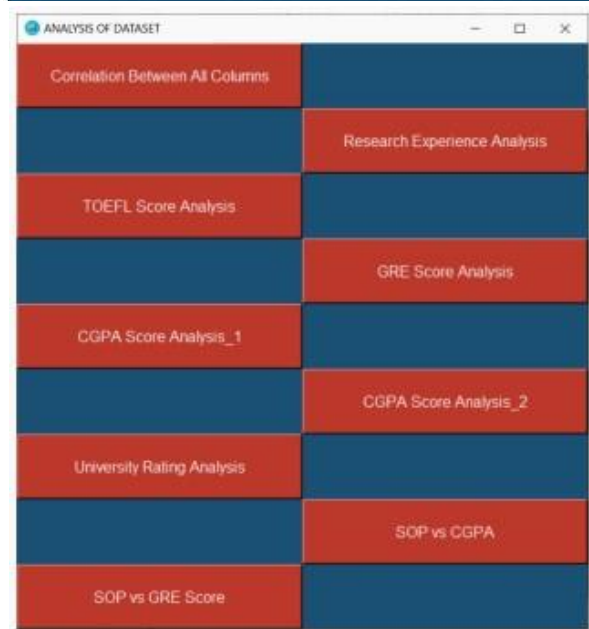 ANALYSIS OF DATASET
Correlation Between All Columns
Research Experience Analysis
TOEFL Score Analysis
GRE Score Analysis
CGPA Score Analysis_1
CGPA Score Analysis_2
University Rating Analysis
SOP vs CGPA
SOP vs GRE Score